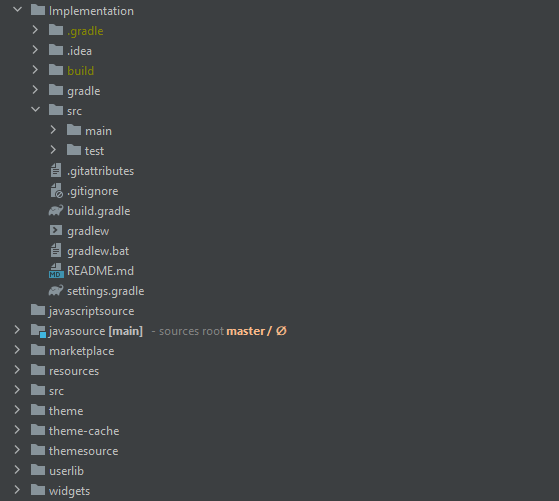 Implementation
.gradle
.idea
build
gradle
src
main
test
.gitattributes
.gitignore
build.gradle
gradlew
gradlew.bat
MD README.md
settings.gradle
javascriptsource
javasource [main] - sources root master / Ø
marketplace
resources
src
theme
theme-cache
themesource
userlib
widgets